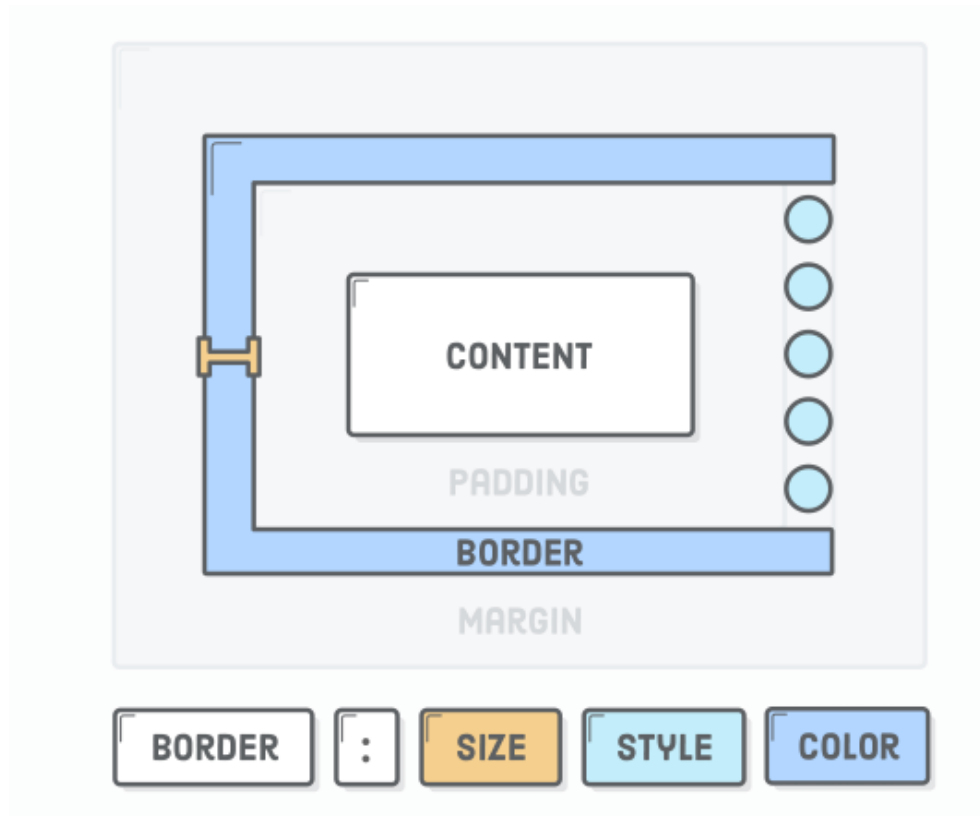 CONTENT
PADDING
BORDER
MARGIN
BORDER : SIZE STYLE COLOR